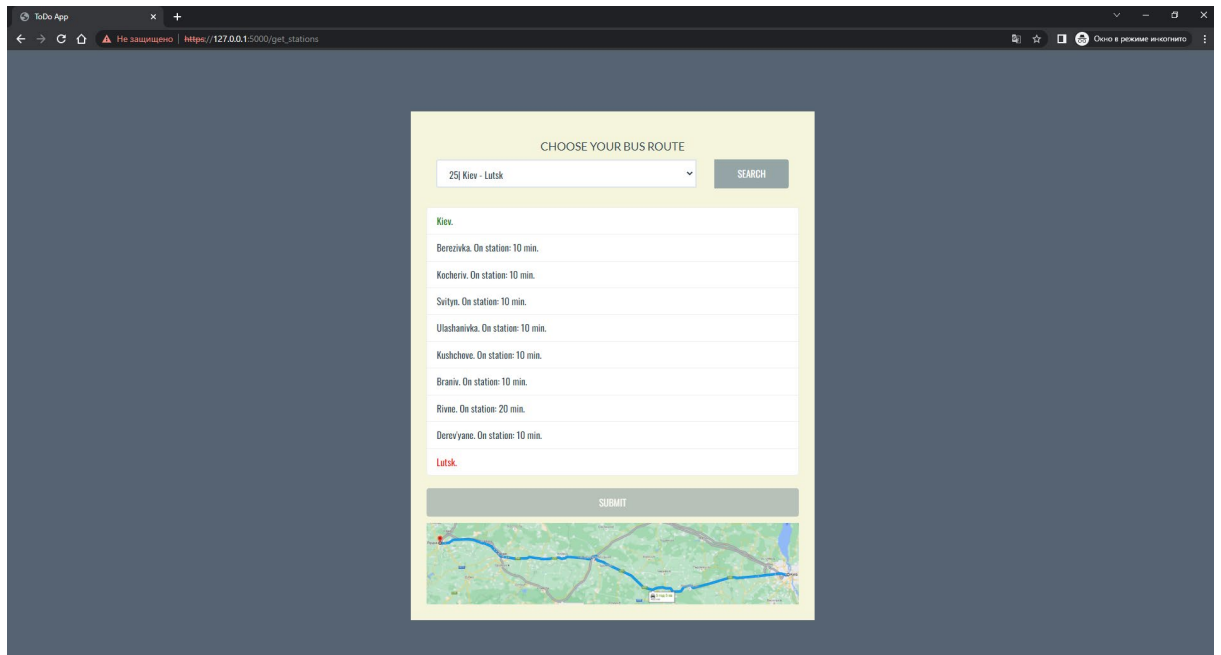 ToDo App
Не защищено | https://127.0.0.1:5000/get_stations
Окно в режиме инкогнито
CHOOSE YOUR BUS ROUTE
25| Kiev - Lutsk
SEARCH
Kiev.
Berezivka. On station: 10 min.
Kocheriv. On station: 10 min.
Svityn. On station: 10 min.
Ulashanivka. On station: 10 min.
Kushchove. On station: 10 min.
Braniv. On station: 10 min.
Rivne. On station: 20 min.
Derev'yane. On station: 10 min.
Lutsk.
SUBMIT